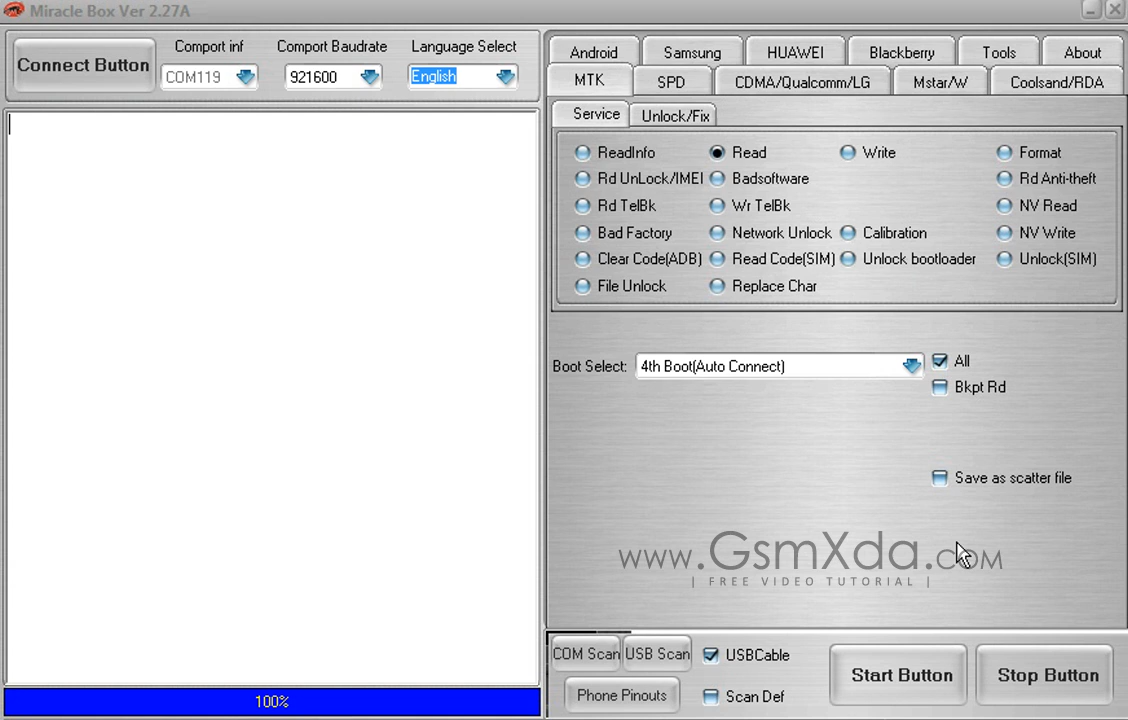 Miracle Box Ver 2.27A
Connect Button
Comport inf
Comport Baudrate
Language Select
COM119
921600
English
Android
Samsung
HUAWEI
Blackberry
Tools
About
MTK
SPD
CDMA/Qualcomm/LG
Mstar/W
Coolsand/RDA
Service
Unlock/Fix
ReadInfo
Read
Write
Format
Rd UnLock/IMEI
Badsoftware
Rd Anti-theft
Rd TelBk
Wr TelBk
NV Read
Bad Factory
Network Unlock
Calibration
NV Write
Clear Code(ADB)
Read Code(SIM)
Unlock bootloader
Unlock(SIM)
File Unlock
Replace Char
Boot Select:
4th Boot(Auto Connect)
All
Bkpt Rd
Save as scatter file
www.GsmXda.com
| FREE VIDEO TUTORIAL |
COM Scan
USB Scan
USBCable
Start Button
Stop Button
Phone Pinouts
Scan Def
100%